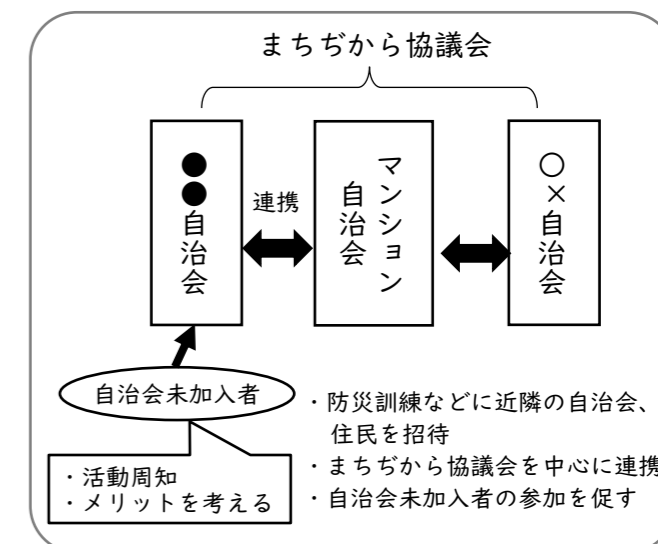 まちぢから協議会
●●自治会
連携
マンション
自治会
○×自治会
自治会未加入者
・活動周知
・メリットを考える
・防災訓練などに近隣の自治会、
住民を招待
・まちぢから協議会を中心に連携
・自治会未加入者の参加を促す